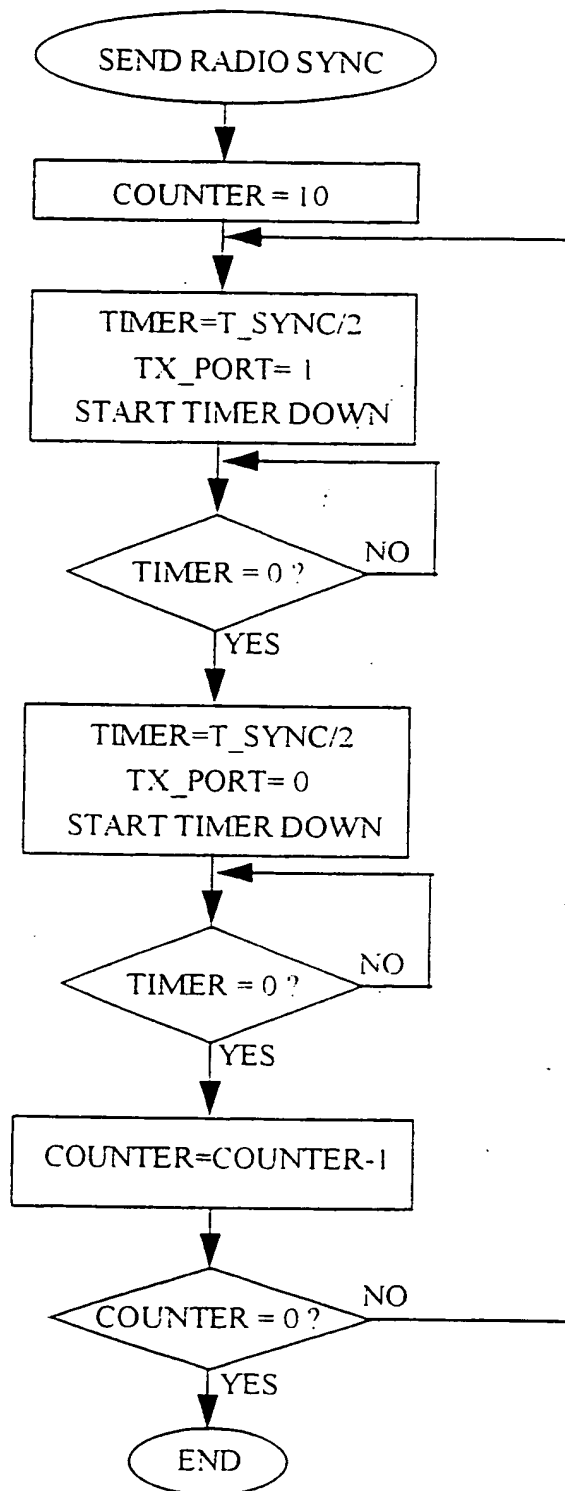 SEND RADIO SYNC
COUNTER = 10
TIMER=T_SYNC/2
TX_PORT= 1
START TIMER DOWN
TIMER = 0 ?
NO
YES
TIMER=T_SYNC/2
TX_PORT= 0
START TIMER DOWN
TIMER = 0 ?
NO
YES
COUNTER=COUNTER-1
COUNTER = 0 ?
NO
YES
END